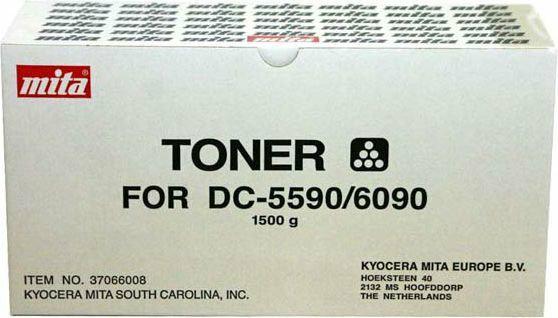 mita
mita
TONER
FOR DC-5590/6090
1500 g
ITEM NO. 37066008
KYOCERA MITA SOUTH CAROLINA, INC.
KYOCERA MITA EUROPE B.V.
HOEKSTEEN 40
2132 MS HOOFDDORP
THE NETHERLANDS